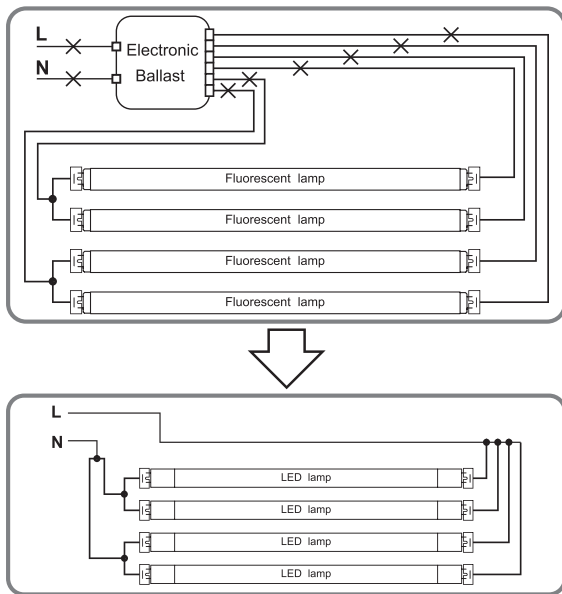 L
N
Electronic
Ballast
Fluorescent lamp
Fluorescent lamp
Fluorescent lamp
Fluorescent lamp
L
N
LED lamp
LED lamp
LED lamp
LED lamp